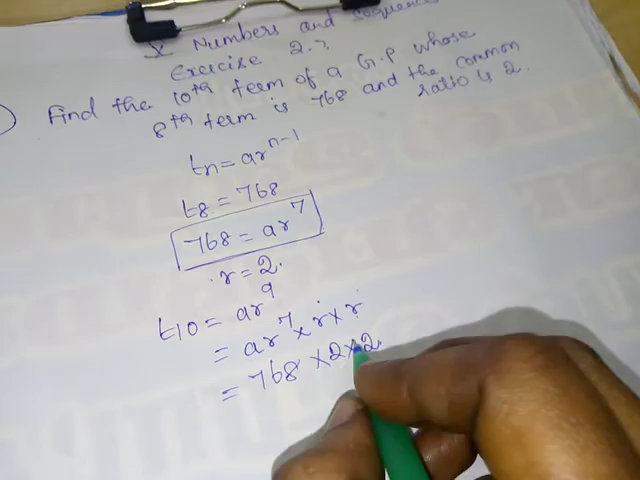 X Numbers and Sequences
Exercise 2.7
Find the 10th term of a G.P whose
8th term is 768 and the common
ratio is 2.
tn = ar^n-1
t8 = 768
768 = ar^7
r = 2.
t10 = ar^9
= ar^7 × r × r
= 768 × 2 × 2